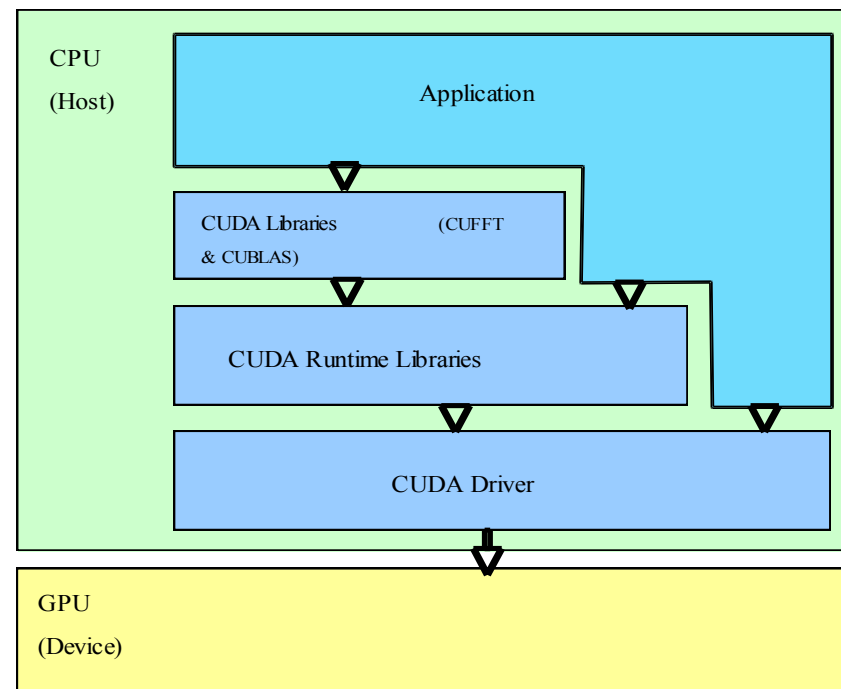 CPU
(Host)
Application
CUDA Libraries (CUFFT
& CUBLAS)
CUDA Runtime Libraries
CUDA Driver
GPU
(Device)